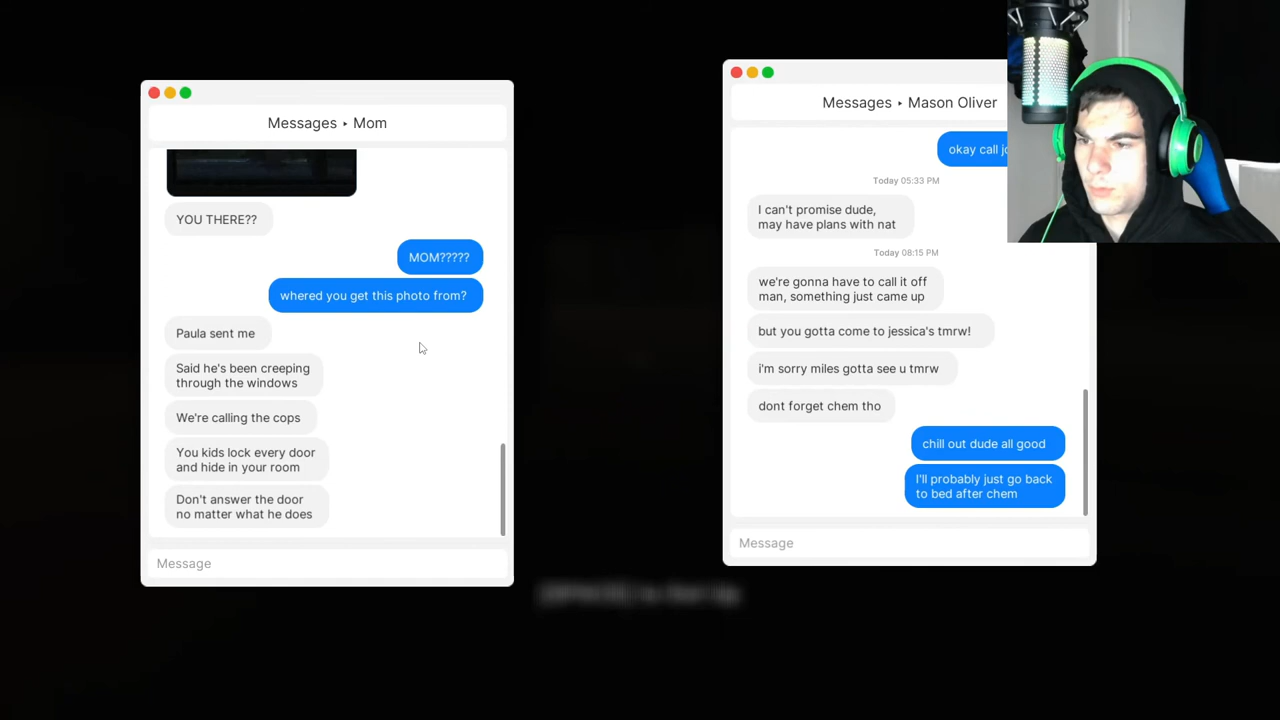 Messages ‣ Mom
YOU THERE??
MOM?????
whered you get this photo from?
Paula sent me
Said he's been creeping
through the windows
We're calling the cops
You kids lock every door
and hide in your room
Don't answer the door
no matter what he does
Message
Messages ‣ Mason Oliver
okay call
Today 05:33 PM
I can't promise dude,
may have plans with nat
Today 08:15 PM
we're gonna have to call it off
man, something just came up
but you gotta come to jessica's tmrw!
i'm sorry miles gotta see u tmrw
dont forget chem tho
chill out dude all good
I'll probably just go back
to bed after chem
Message